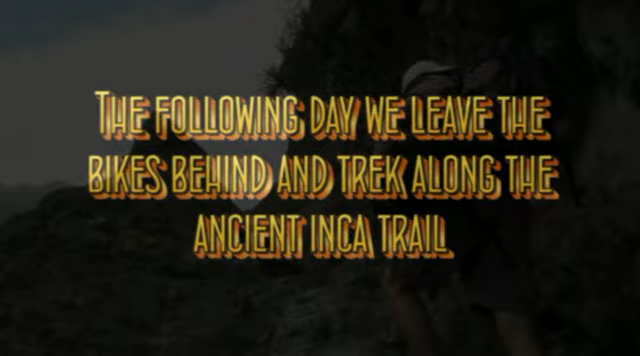 The following day we leave the
bikes behind and trek along the
ancient Inca Trail